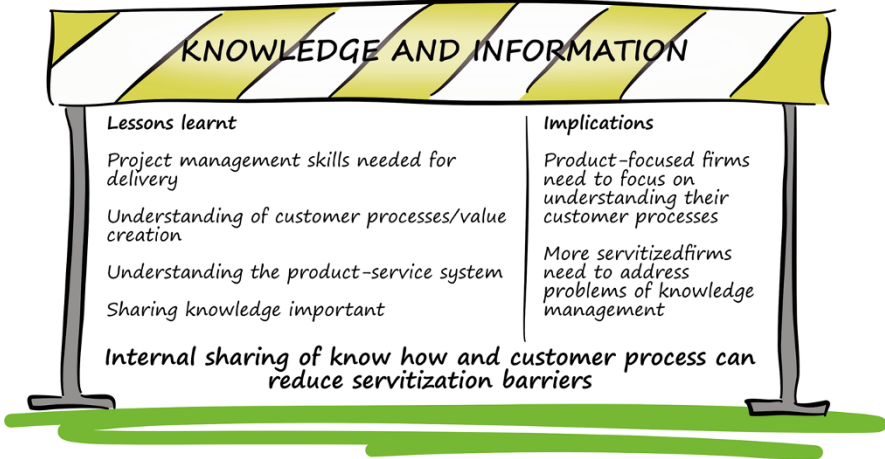 KNOWLEDGE AND INFORMATION
Lessons learnt
Project management skills needed for
delivery
Understanding of customer processes/value
creation
Understanding the product-service system
Sharing knowledge important
Implications
Product-focused firms
need to focus on
understanding their
customer processes
More servitizedfirms
need to address
problems of knowledge
management
Internal sharing of know how and customer process can
reduce servitization barriers